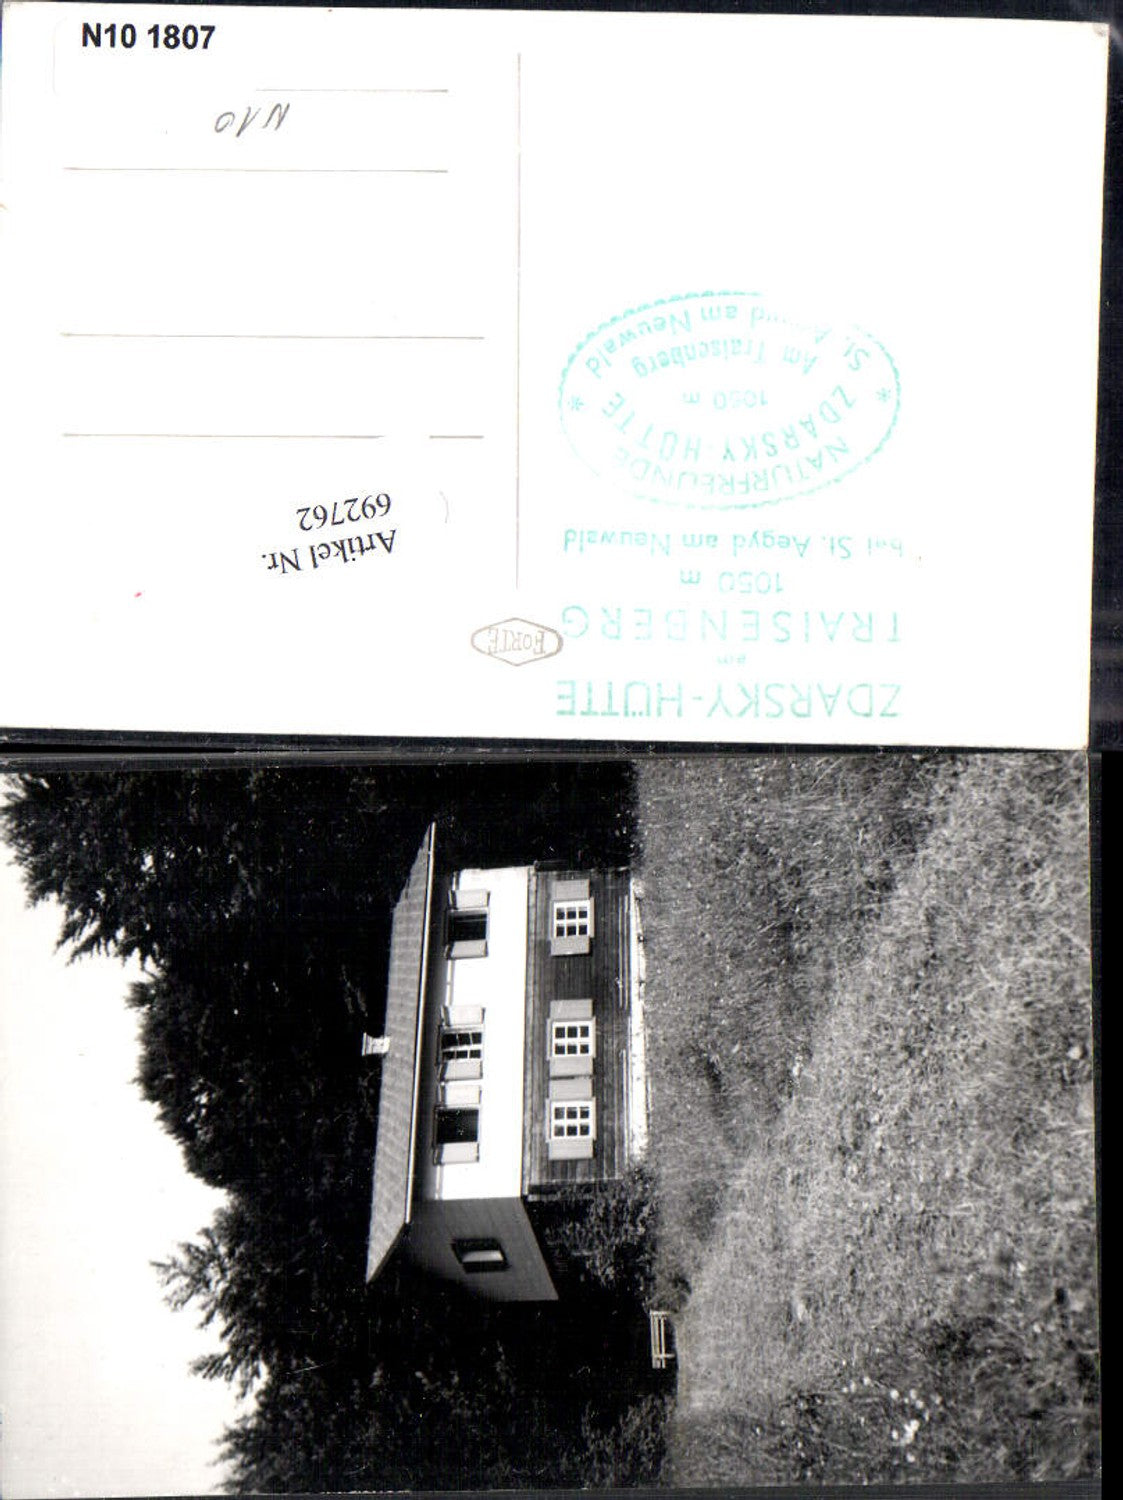 N10 1807
N10
ZDARSKY-HÜTTE
am
TRAISENBERG
1050 m
bei St. Aegyd am Neuwald
NATURFREUNDE
ZDARSKY-HÜTTE
1050 m
Am Traisenberg
* St. Aegyd am Neuwald *
FORTE
Artikel Nr.
692762